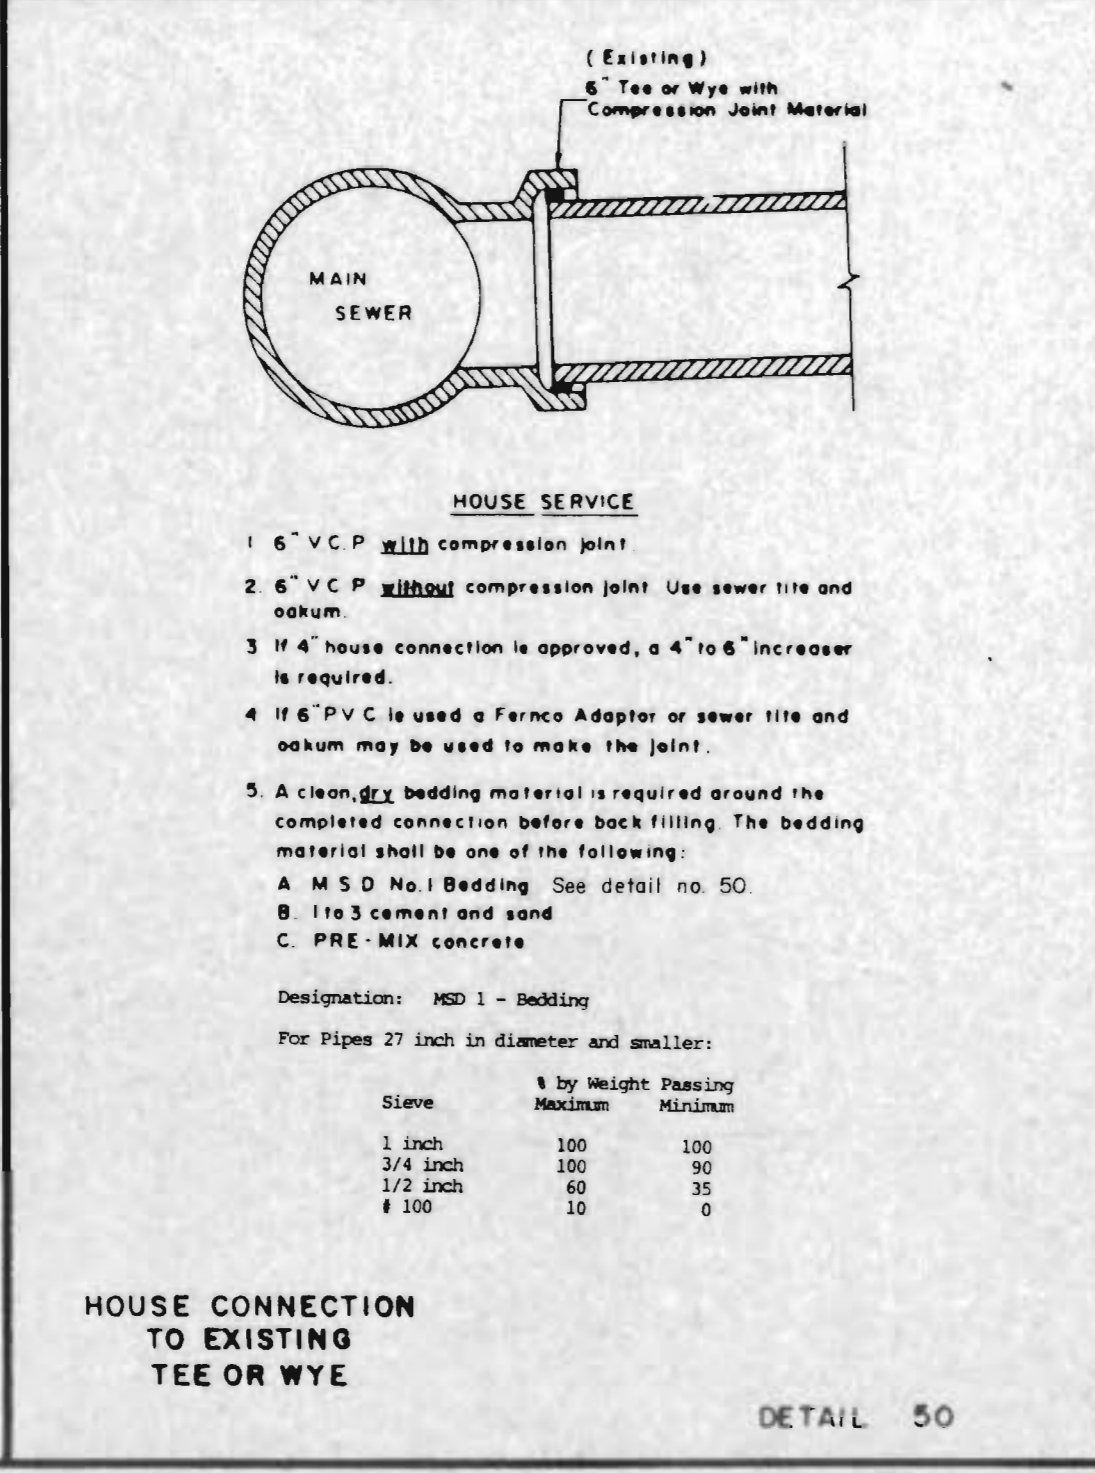 (Existing)
6" Tee or Wye with
Compression Joint Material
MAIN
SEWER
HOUSE SERVICE
1 6" V C. P with compression joint
2. 6" V C P without compression joint Use sewer tite and
oakum.
3 If 4" house connection is approved, a 4" to 6" increaser
is required.
4 If 6" P V C is used a Fernco Adaptor or sewer tite and
oakum may be used to make the joint.
5. A clean, dry bedding material is required around the
completed connection before back filling. The bedding
material shall be one of the following:
A M S D No. 1 Bedding See detail no. 50.
B. 1 to 3 cement and sand
C. PRE-MIX concrete
Designation: MSD 1 - Bedding
For Pipes 27 inch in diameter and smaller:
% by Weight Passing
Sieve Maximum Minimum
1 inch 100 100
3/4 inch 100 90
1/2 inch 60 35
# 100 10 0
HOUSE CONNECTION
TO EXISTING
TEE OR WYE
DETAIL 50